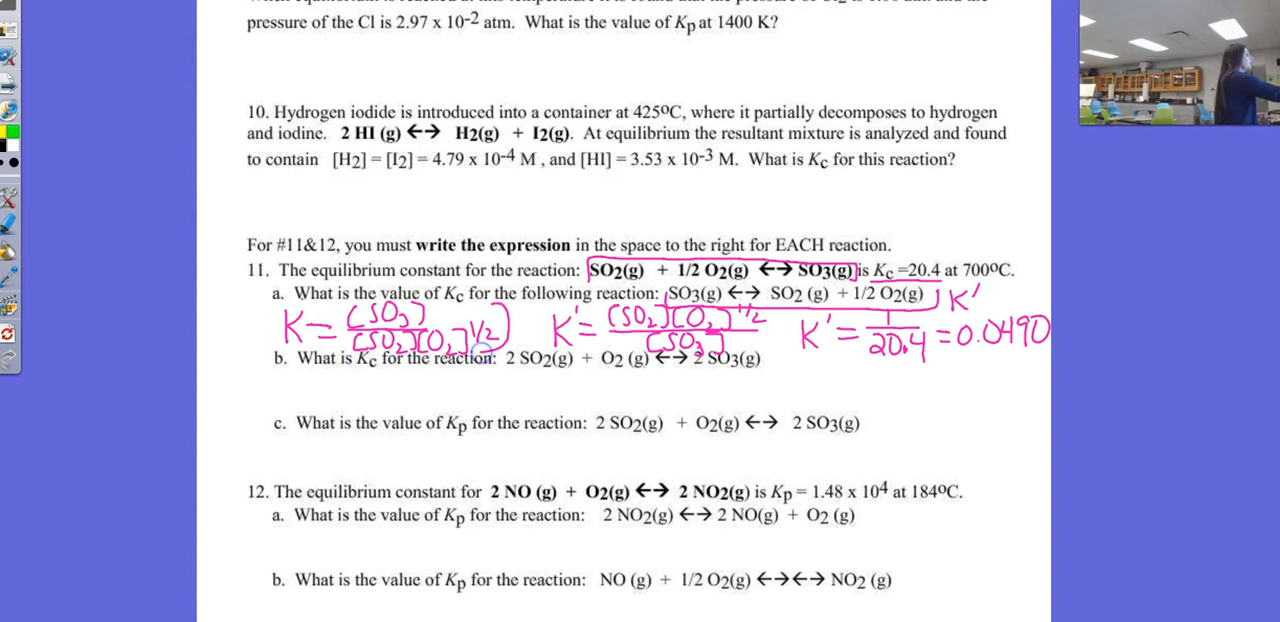 pressure of the Cl is 2.97 x 10-2 atm. What is the value of Kp at 1400 K?
10. Hydrogen iodide is introduced into a container at 425ºC, where it partially decomposes to hydrogen
and iodine. 2 HI (g) ←→ H2(g) + I2(g). At equilibrium the resultant mixture is analyzed and found
to contain [H2] = [I2] = 4.79 x 10-4 M , and [HI] = 3.53 x 10-3 M. What is Kc for this reaction?
For #11&12, you must write the expression in the space to the right for EACH reaction.
11. The equilibrium constant for the reaction: SO2(g) + 1/2 O2(g) ←→ SO3(g) is Kc =20.4 at 700ºC.
a. What is the value of Kc for the following reaction: SO3(g) ←→ SO2 (g) + 1/2 O2(g) K'
K = [SO3] / [SO2][O2]1/2 K' = [SO2][O2]1/2 / [SO3] K' = 1 / 20.4 = 0.0490
b. What is Kc for the reaction: 2 SO2(g) + O2 (g) ←→ 2 SO3(g)
c. What is the value of Kp for the reaction: 2 SO2(g) + O2(g) ←→ 2 SO3(g)
12. The equilibrium constant for 2 NO (g) + O2(g) ←→ 2 NO2(g) is Kp = 1.48 x 104 at 184ºC.
a. What is the value of Kp for the reaction: 2 NO2(g) ←→ 2 NO(g) + O2 (g)
b. What is the value of Kp for the reaction: NO (g) + 1/2 O2(g) ←→←→ NO2 (g)